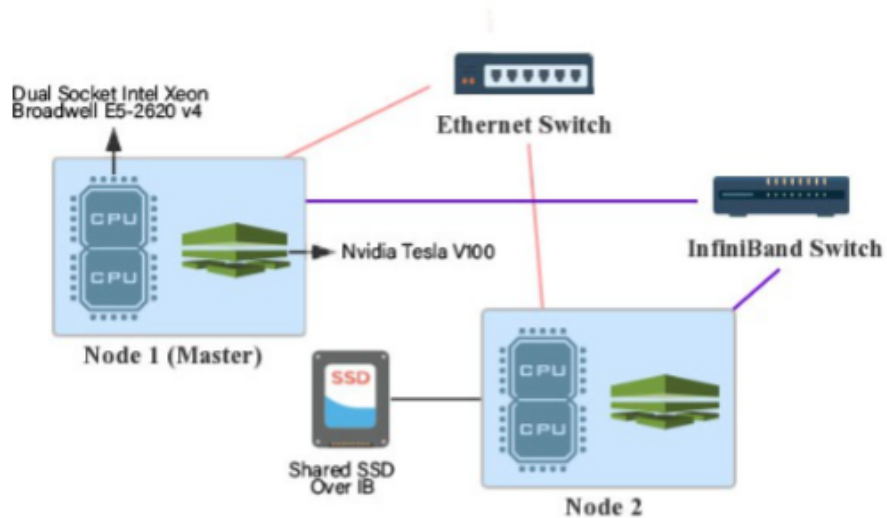 Dual Socket Intel Xeon
Broadwell E5-2620 v4
Ethernet Switch
CPU
CPU
Nvidia Tesla V100
InfiniBand Switch
Node 1 (Master)
SSD
CPU
CPU
Shared SSD
Over IB
Node 2